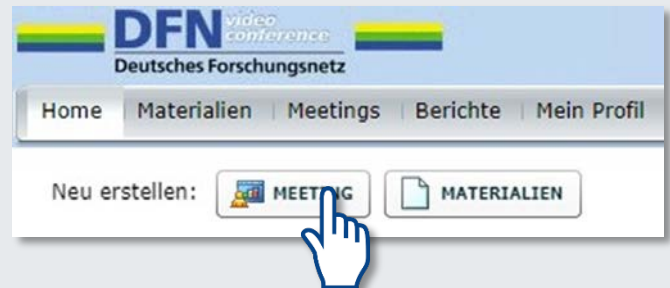 DFN video
conference
Deutsches Forschungsnetz
Home Materialien Meetings Berichte Mein Profil
Neu erstellen: MEETING MATERIALIEN